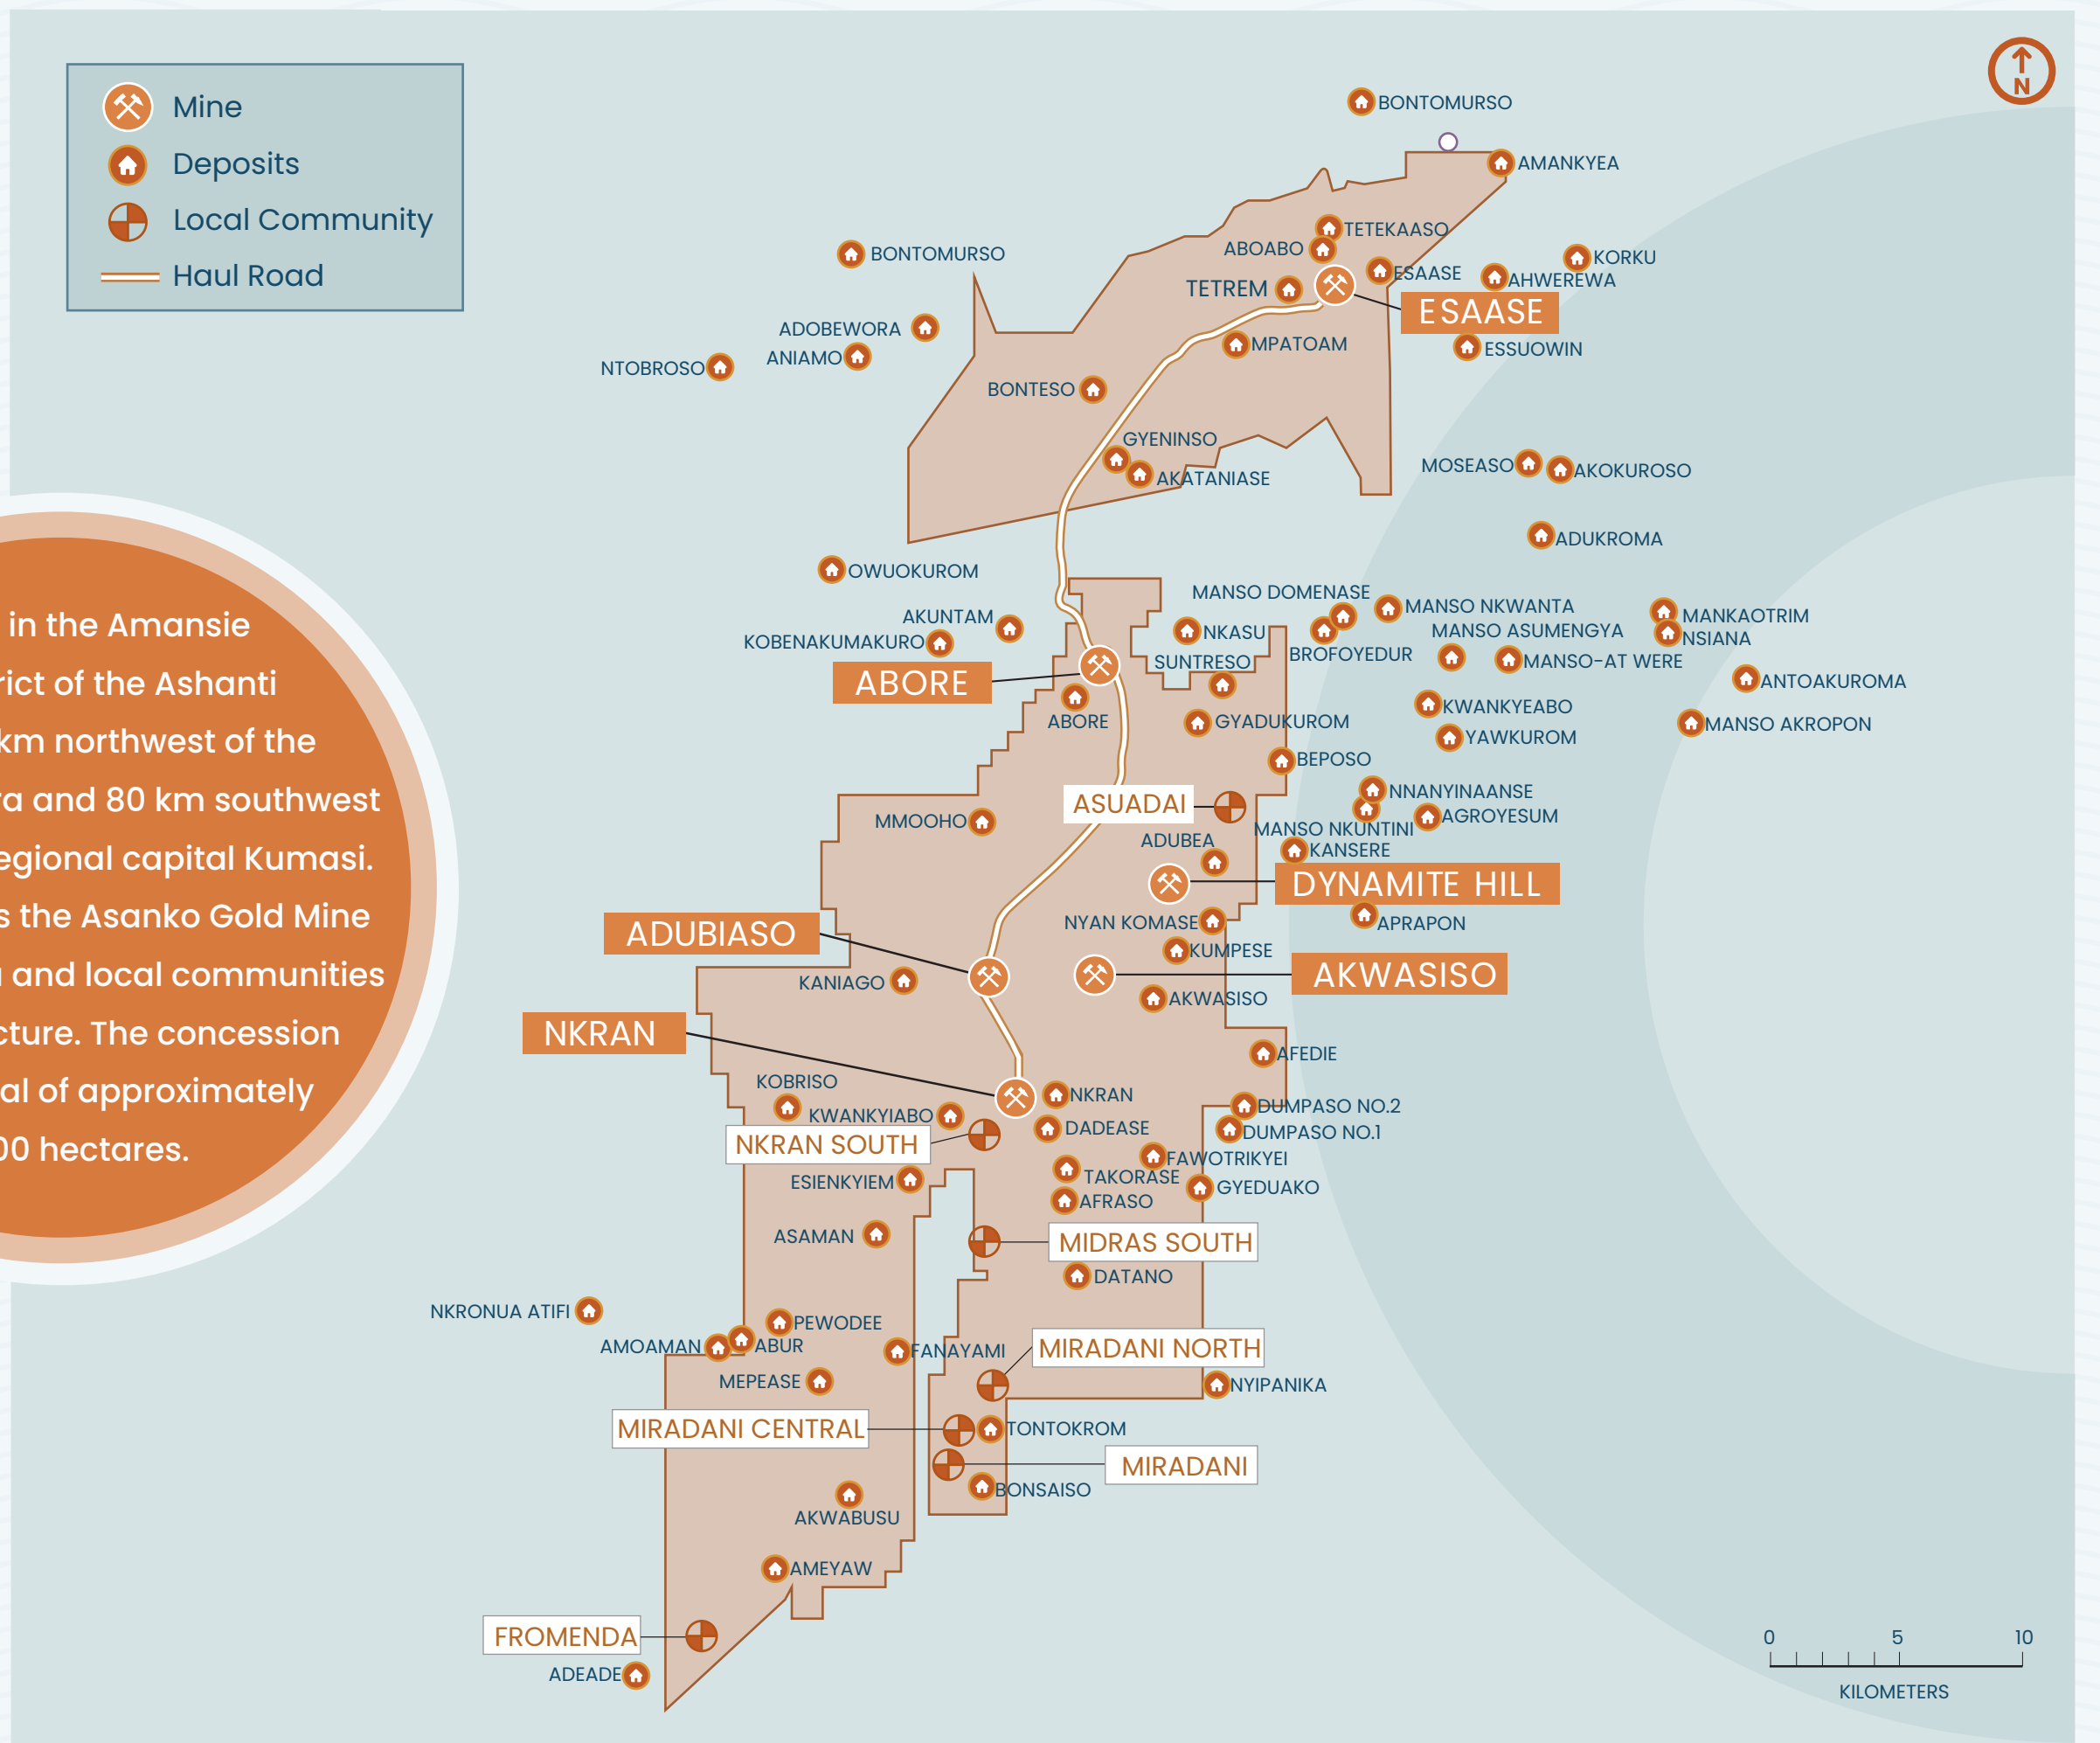 Mine
Deposits
Local Community
Haul Road
N
BONTOMURSO
AMANKYEA
TETEKAASO
ABOABO
BONTOMURSO
KORKU
ESAASE
AHWEREWA
TETREM
ESAASE
ADOBEWORA
MPATOAM
ESSUOWIN
ANIAMO
NTOBROSO
BONTESO
GYENINSO
MOSEASO
AKOKUROSO
AKATANIASE
ADUKROMA
OWUOKUROM
MANSO DOMENASE
MANSO NKWANTA
AKUNTAM
MANKAOTRIM
NKASU
MANSO ASUMENGYA
NSIANA
KOBENAKUMAKURO
BROFOYEDUR
SUNTRESO
MANSO-AT WERE
ABORE
ANTOAKUROMA
KWANKYEABO
ABORE
GYADUKUROM
MANSO AKROPON
YAWKUROM
BEPOSO
NNANYINAANSE
ASUADAI
AGROYESUM
MMOOHO
MANSO NKUNTINI
ADUBEA
KANSERE
DYNAMITE HILL
NYAN KOMASE
APRAPON
ADUBIASO
KUMPESE
AKWASISO
KANIAGO
AKWASISO
NKRAN
AFEDIE
KOBRISO
NKRAN
DUMPASO NO.2
KWANKYIABO
DADEASE
DUMPASO NO.1
NKRAN SOUTH
FAWOTRIKYEI
TAKORASE
ESIENKYIEM
GYEDUAKO
AFRASO
ASAMAN
MIDRAS SOUTH
DATANO
NKRONUA ATIFI
PEWODEE
AMOAMAN
ABUR
FANAYAMI
MIRADANI NORTH
MEPEASE
NYIPANIKA
MIRADANI CENTRAL
TONTOKROM
MIRADANI
BONSAISO
AKWABUSU
AMEYAW
FROMENDA
ADEADE
in the Amansie
rict of the Ashanti
km northwest of the
ra and 80 km southwest
egional capital Kumasi.
s the Asanko Gold Mine
and local communities
cture. The concession
al of approximately
00 hectares.
0 5 10
KILOMETERS